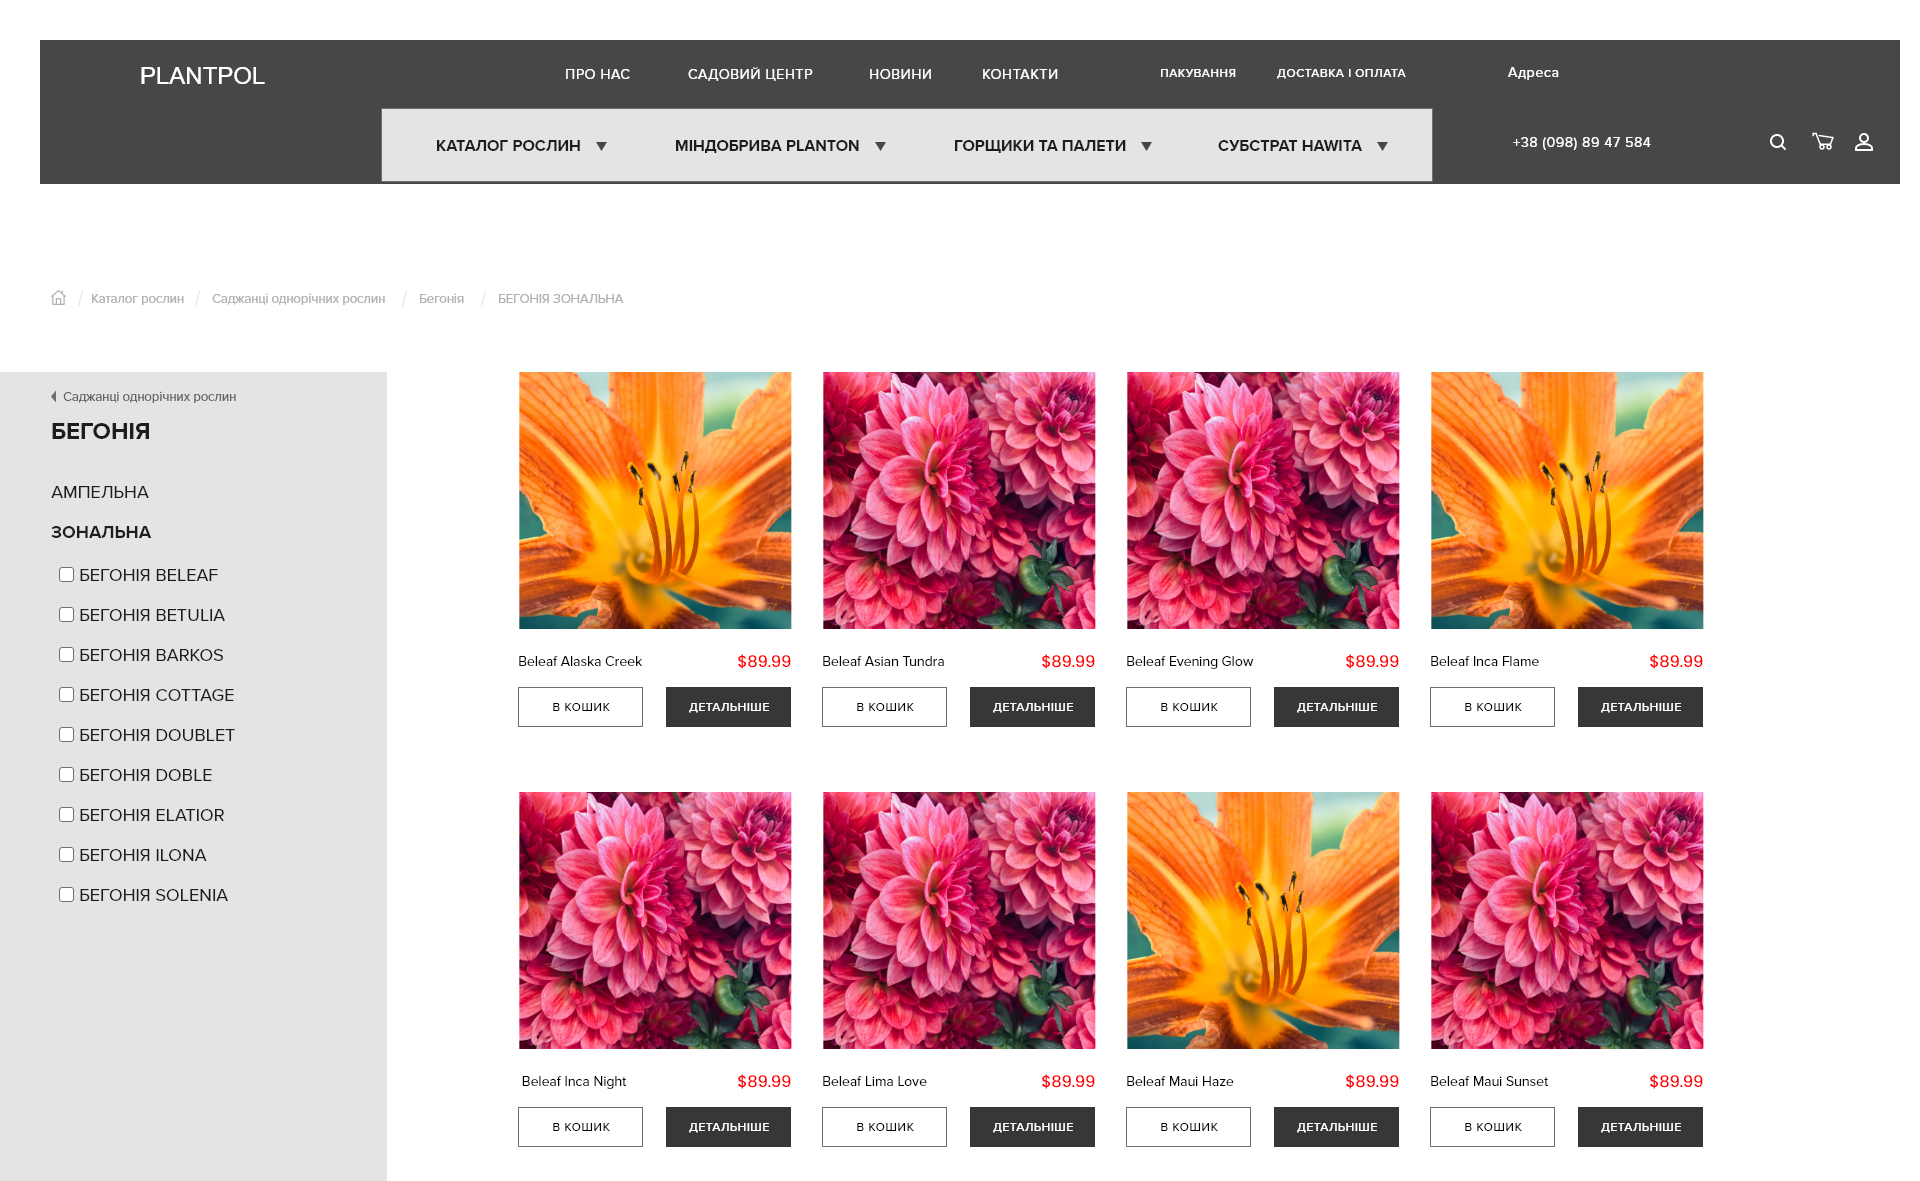 PLANTPOL
ПРО НАС
САДОВИЙ ЦЕНТР
НОВИНИ
КОНТАКТИ
ПАКУВАННЯ
ДОСТАВКА І ОПЛАТА
Адреса
КАТАЛОГ РОСЛИН
МІНДОБРИВА PLANTON
ГОРЩИКИ ТА ПАЛЕТИ
СУБСТРАТ HAWITA
+38 (098) 89 47 584
Каталог рослин / Саджанці однорічних рослин / Бегонія / БЕГОНІЯ ЗОНАЛЬНА
Саджанці однорічних рослин
БЕГОНІЯ
АМПЕЛЬНА
ЗОНАЛЬНА
БЕГОНІЯ BELEAF
БЕГОНІЯ BETULIA
БЕГОНІЯ BARKOS
БЕГОНІЯ COTTAGE
БЕГОНІЯ DOUBLET
БЕГОНІЯ DOBLE
БЕГОНІЯ ELATIOR
БЕГОНІЯ ILONA
БЕГОНІЯ SOLENIA
Beleaf Alaska Creek $89.99
В КОШИК ДЕТАЛЬНІШЕ
Beleaf Asian Tundra $89.99
В КОШИК ДЕТАЛЬНІШЕ
Beleaf Evening Glow $89.99
В КОШИК ДЕТАЛЬНІШЕ
Beleaf Inca Flame $89.99
В КОШИК ДЕТАЛЬНІШЕ
Beleaf Inca Night $89.99
В КОШИК ДЕТАЛЬНІШЕ
Beleaf Lima Love $89.99
В КОШИК ДЕТАЛЬНІШЕ
Beleaf Maui Haze $89.99
В КОШИК ДЕТАЛЬНІШЕ
Beleaf Maui Sunset $89.99
В КОШИК ДЕТАЛЬНІШЕ